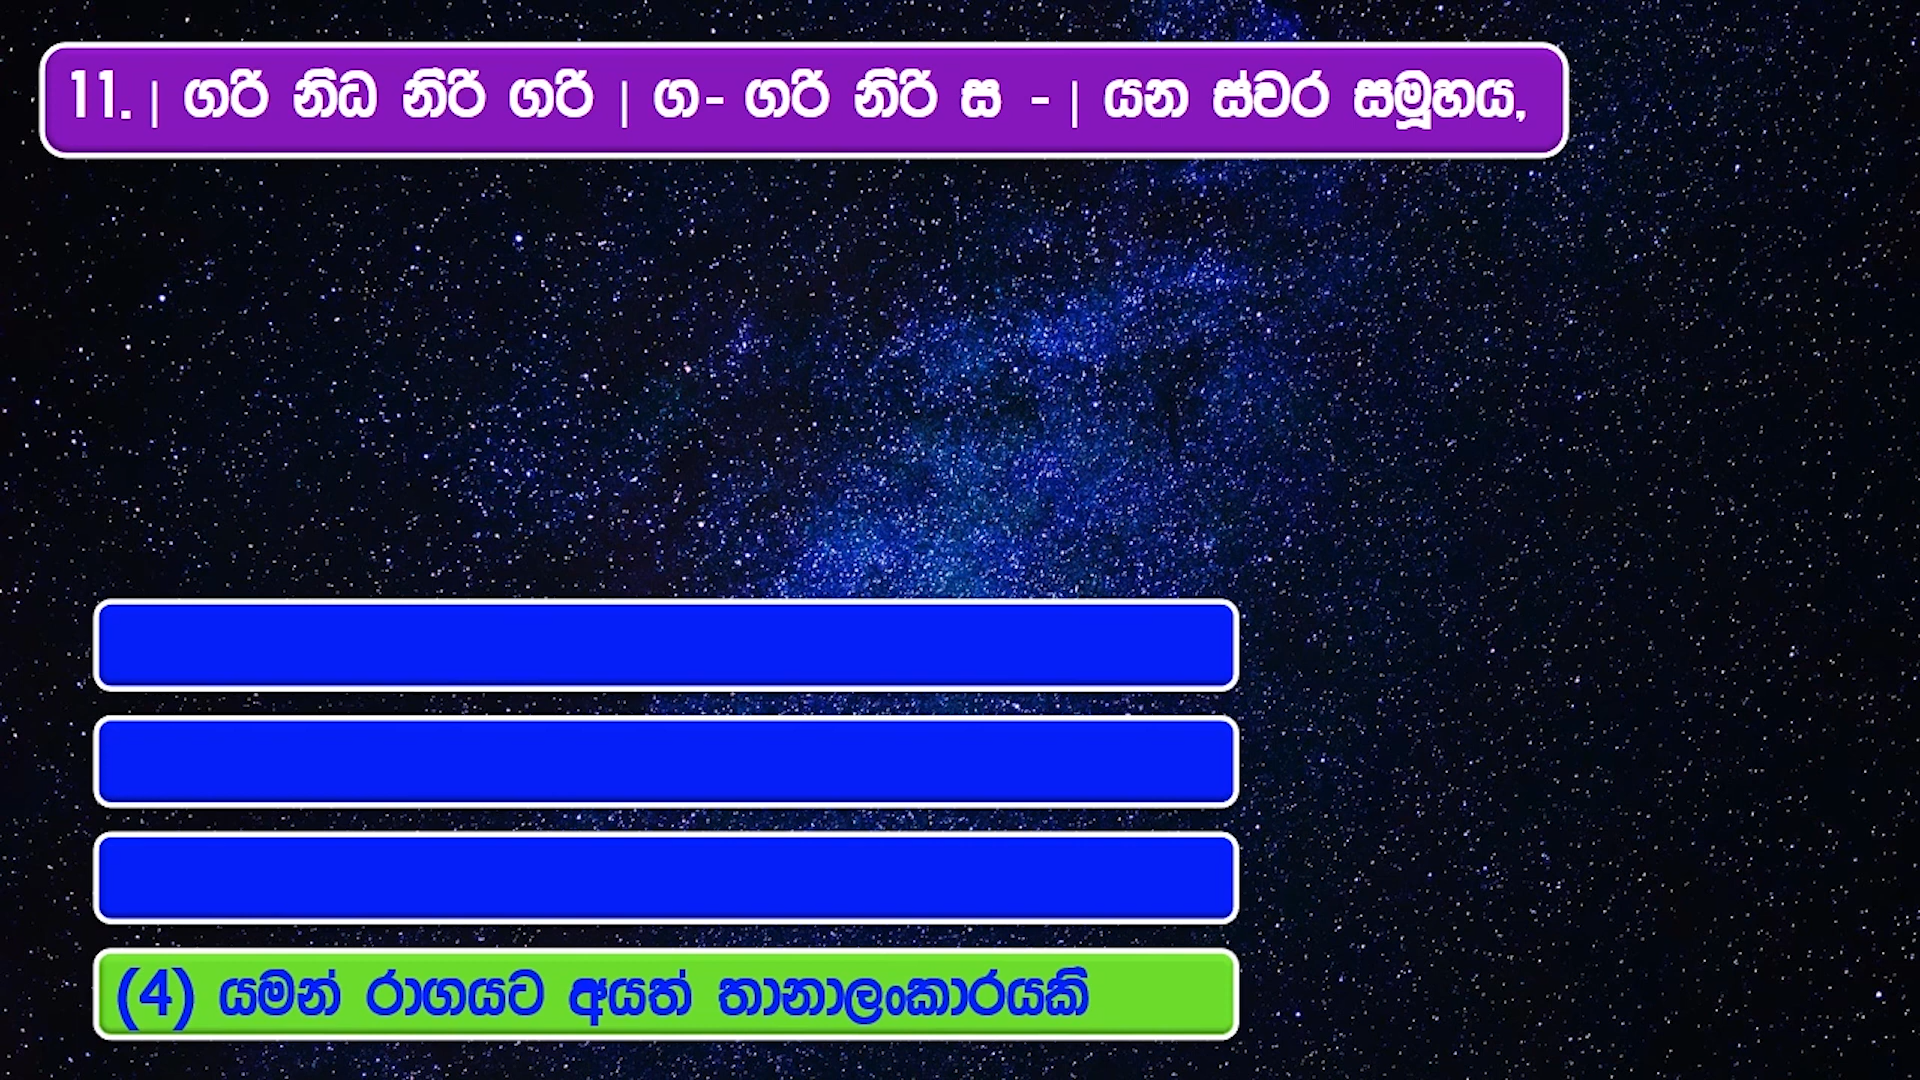 11. | ගරි නිධ නිරි ගරි | ග- ගරි නිරි ස - | යන ස්වර සමූහය,
(4) යමන් රාගයට අයත් තානාලංකාරයකි